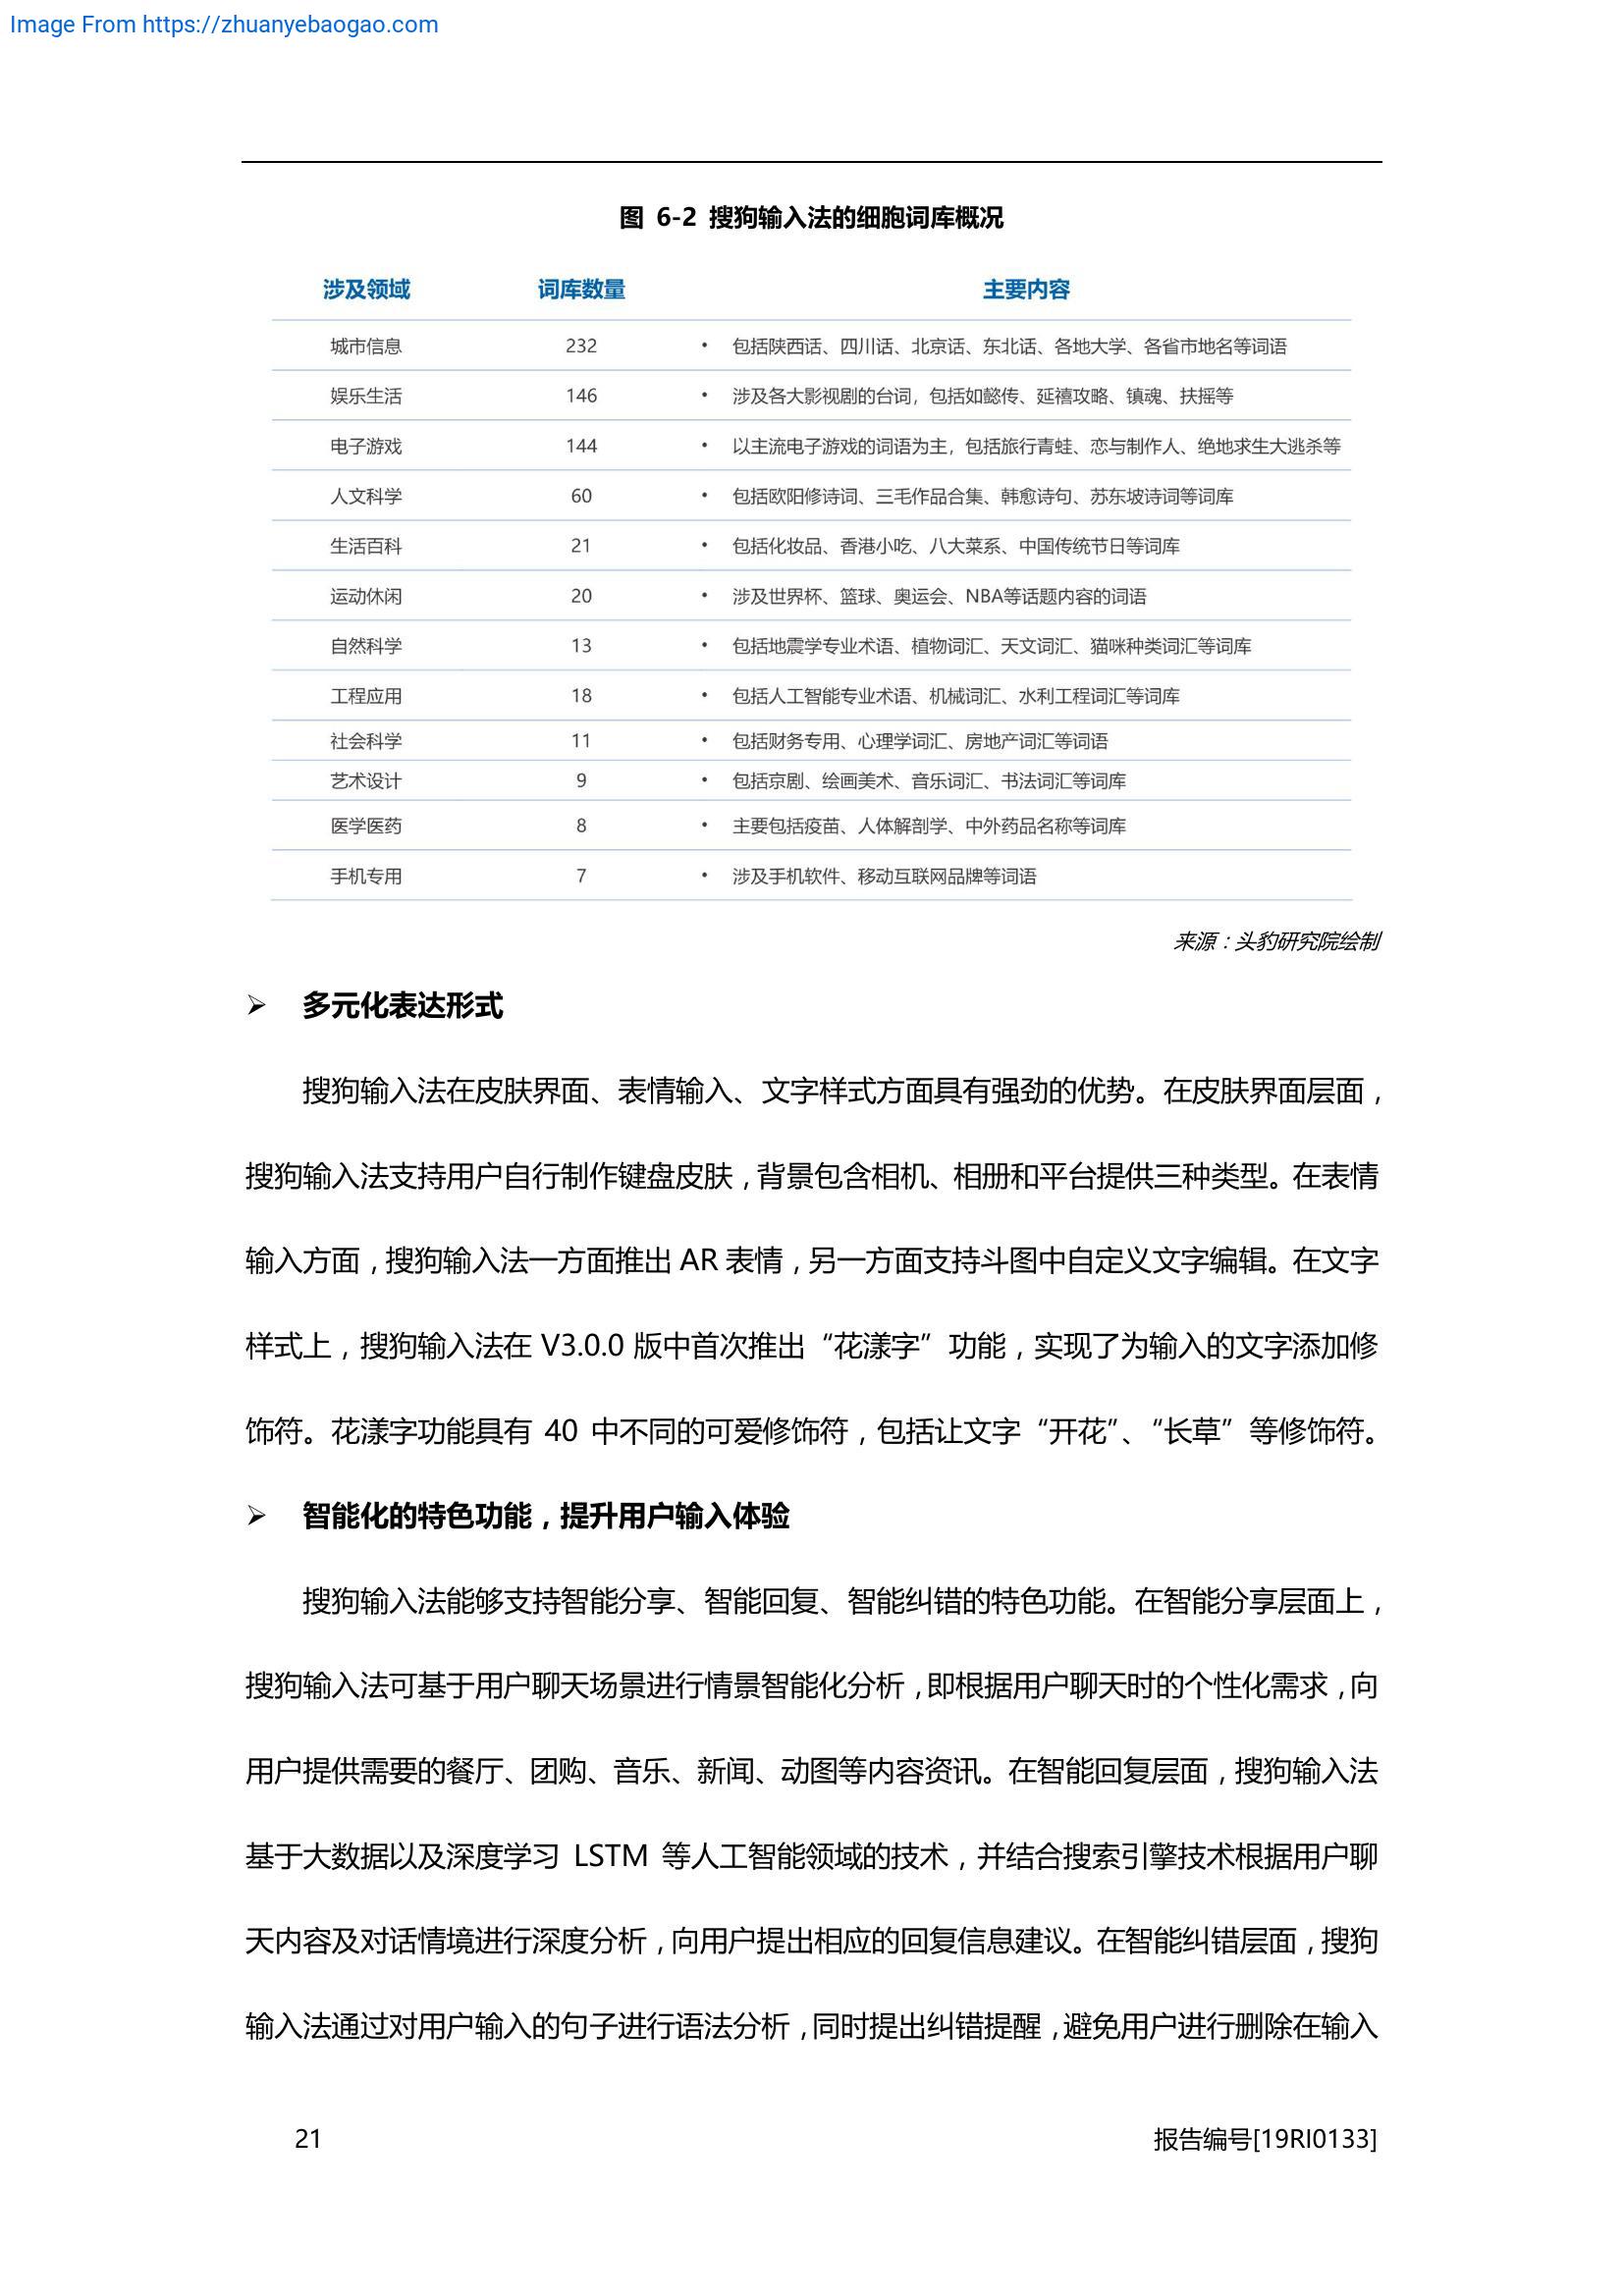 Image From https://zhuanyebaogao.com
图 6-2 搜狗输入法的细胞词库概况
涉及领域 词库数量 主要内容
城市信息 232 • 包括陕西话、四川话、北京话、东北话、各地大学、各省市地名等词语
娱乐生活 146 • 涉及各大影视剧的台词，包括如懿传、延禧攻略、镇魂、扶摇等
电子游戏 144 • 以主流电子游戏的词语为主，包括旅行青蛙、恋与制作人、绝地求生大逃杀等
人文科学 60 • 包括欧阳修诗词、三毛作品合集、韩愈诗句、苏东坡诗词等词库
生活百科 21 • 包括化妆品、香港小吃、八大菜系、中国传统节日等词库
运动休闲 20 • 涉及世界杯、篮球、奥运会、NBA等话题内容的词语
自然科学 13 • 包括地震学专业术语、植物词汇、天文词汇、猫咪种类词汇等词库
工程应用 18 • 包括人工智能专业术语、机械词汇、水利工程词汇等词库
社会科学 11 • 包括财务专用、心理学词汇、房地产词汇等词语
艺术设计 9 • 包括京剧、绘画美术、音乐词汇、书法词汇等词库
医学医药 8 • 主要包括疫苗、人体解剖学、中外药品名称等词库
手机专用 7 • 涉及手机软件、移动互联网品牌等词语
来源：头豹研究院绘制
➢ 多元化表达形式
搜狗输入法在皮肤界面、表情输入、文字样式方面具有强劲的优势。在皮肤界面层面，
搜狗输入法支持用户自行制作键盘皮肤，背景包含相机、相册和平台提供三种类型。在表情
输入方面，搜狗输入法一方面推出 AR 表情，另一方面支持斗图中自定义文字编辑。在文字
样式上，搜狗输入法在 V3.0.0 版中首次推出“花漾字”功能，实现了为输入的文字添加修
饰符。花漾字功能具有 40 中不同的可爱修饰符，包括让文字“开花”、“长草”等修饰符。
➢ 智能化的特色功能，提升用户输入体验
搜狗输入法能够支持智能分享、智能回复、智能纠错的特色功能。在智能分享层面上，
搜狗输入法可基于用户聊天场景进行情景智能化分析，即根据用户聊天时的个性化需求，向
用户提供需要的餐厅、团购、音乐、新闻、动图等内容资讯。在智能回复层面，搜狗输入法
基于大数据以及深度学习 LSTM 等人工智能领域的技术，并结合搜索引擎技术根据用户聊
天内容及对话情境进行深度分析，向用户提出相应的回复信息建议。在智能纠错层面，搜狗
输入法通过对用户输入的句子进行语法分析，同时提出纠错提醒，避免用户进行删除在输入
21 报告编号[19RI0133]